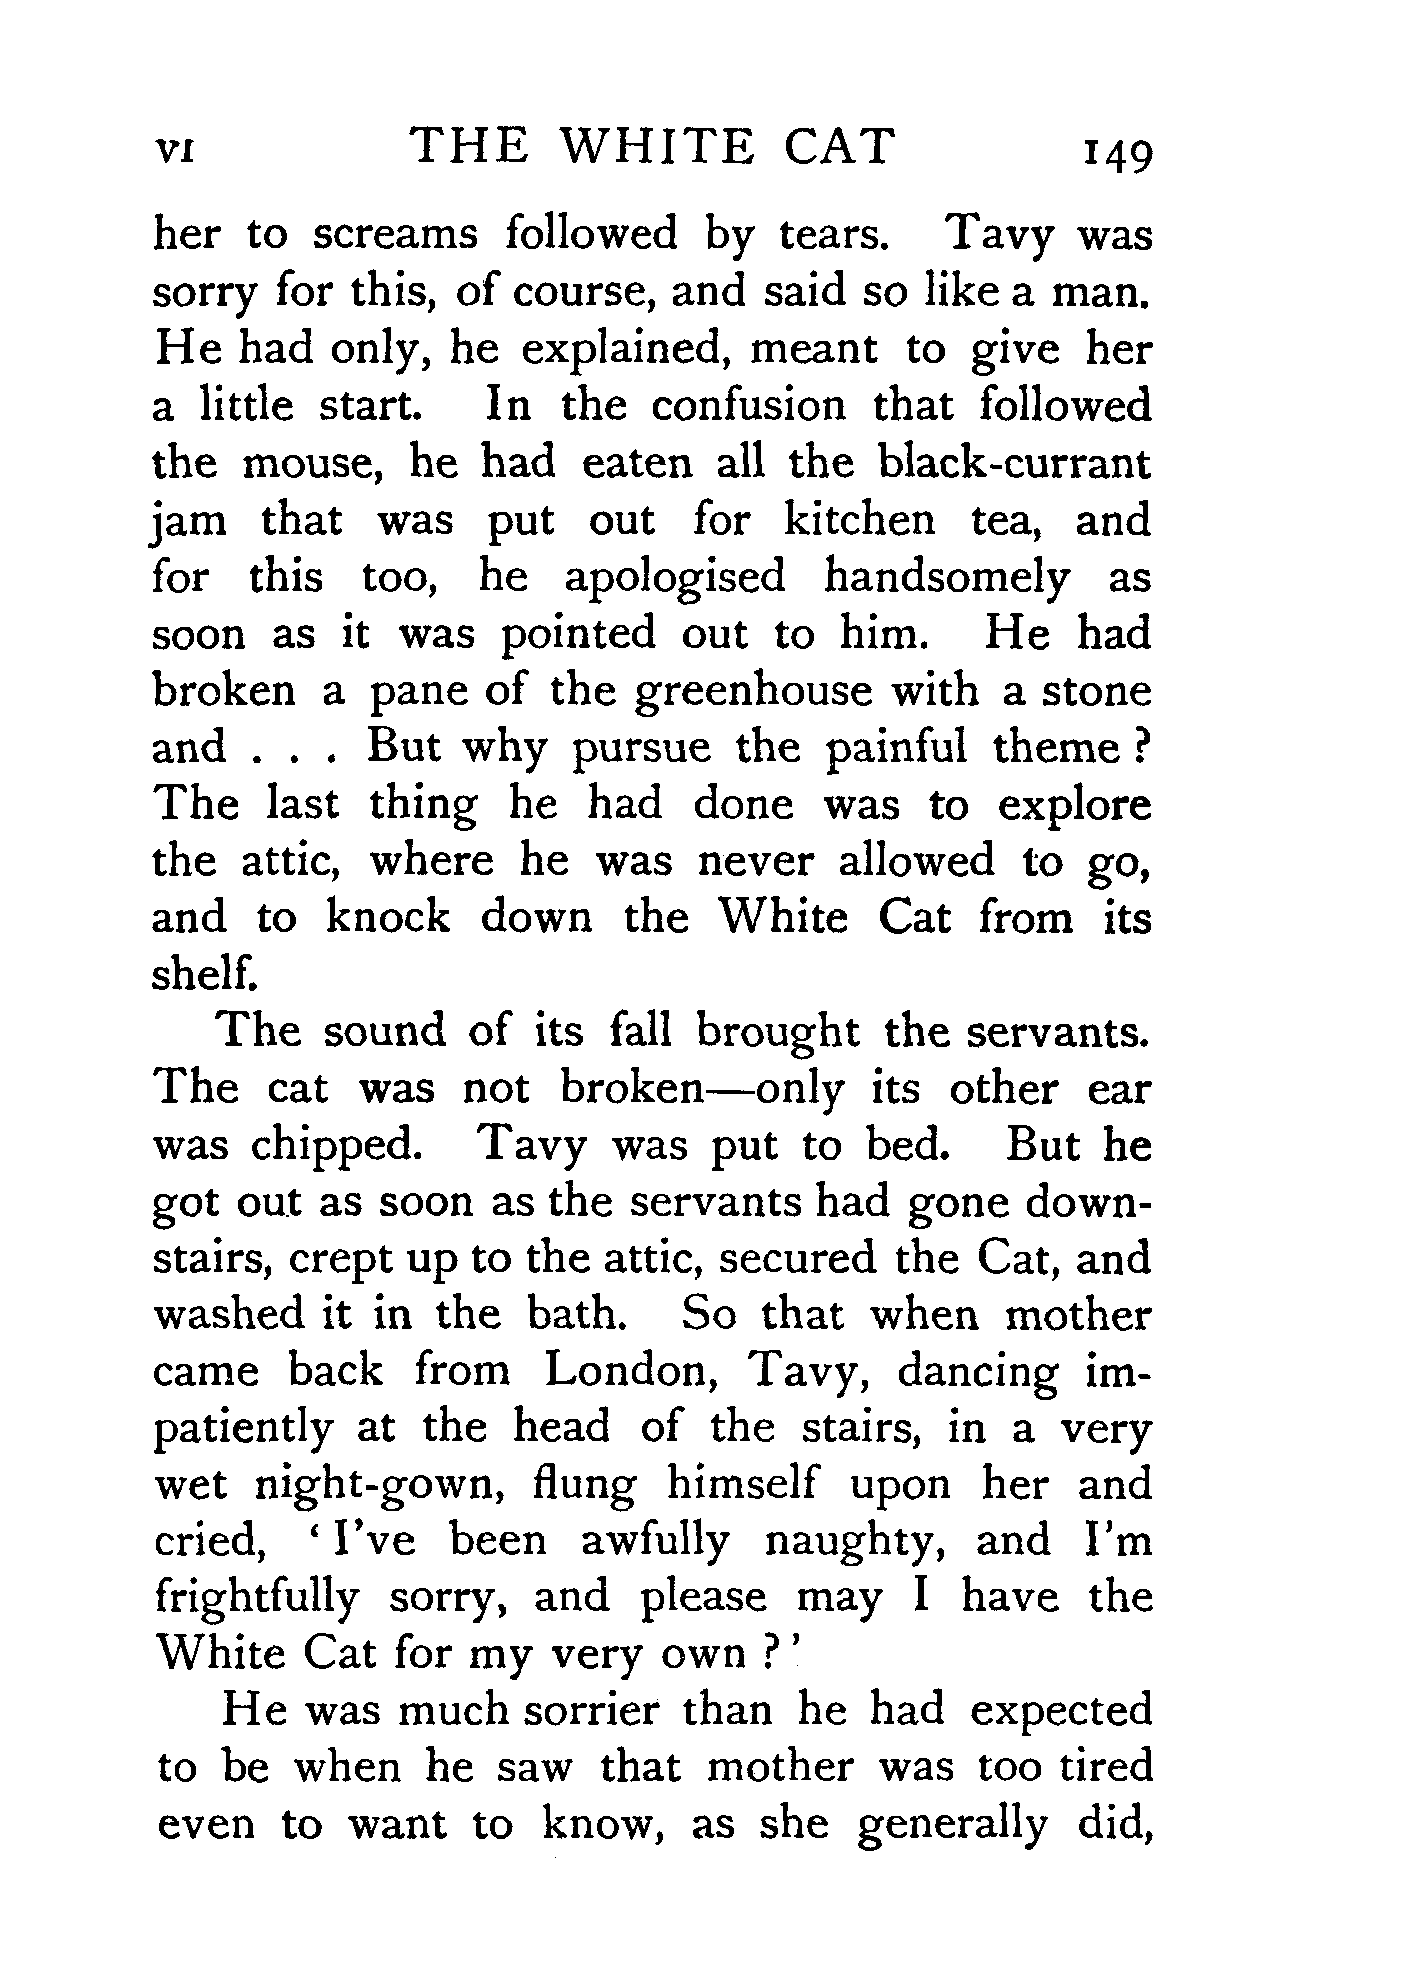 VI THE WHITE CAT 149
her to screams followed by tears. Tavy was
sorry for this, of course, and said so like a man.
He had only, he explained, meant to give her
a little start. In the confusion that followed
the mouse, he had eaten all the black-currant
jam that was put out for kitchen tea, and
for this too, he apologised handsomely as
soon as it was pointed out to him. He had
broken a pane of the greenhouse with a stone
and . . . But why pursue the painful theme ?
The last thing he had done was to explore
the attic, where he was never allowed to go,
and to knock down the White Cat from its
shelf.
The sound of its fall brought the servants.
The cat was not broken—only its other ear
was chipped. Tavy was put to bed. But he
got out as soon as the servants had gone down-
stairs, crept up to the attic, secured the Cat, and
washed it in the bath. So that when mother
came back from London, Tavy, dancing im-
patiently at the head of the stairs, in a very
wet night-gown, flung himself upon her and
cried, ‘ I’ve been awfully naughty, and I’m
frightfully sorry, and please may I have the
White Cat for my very own ? ’
He was much sorrier than he had expected
to be when he saw that mother was too tired
even to want to know, as she generally did,